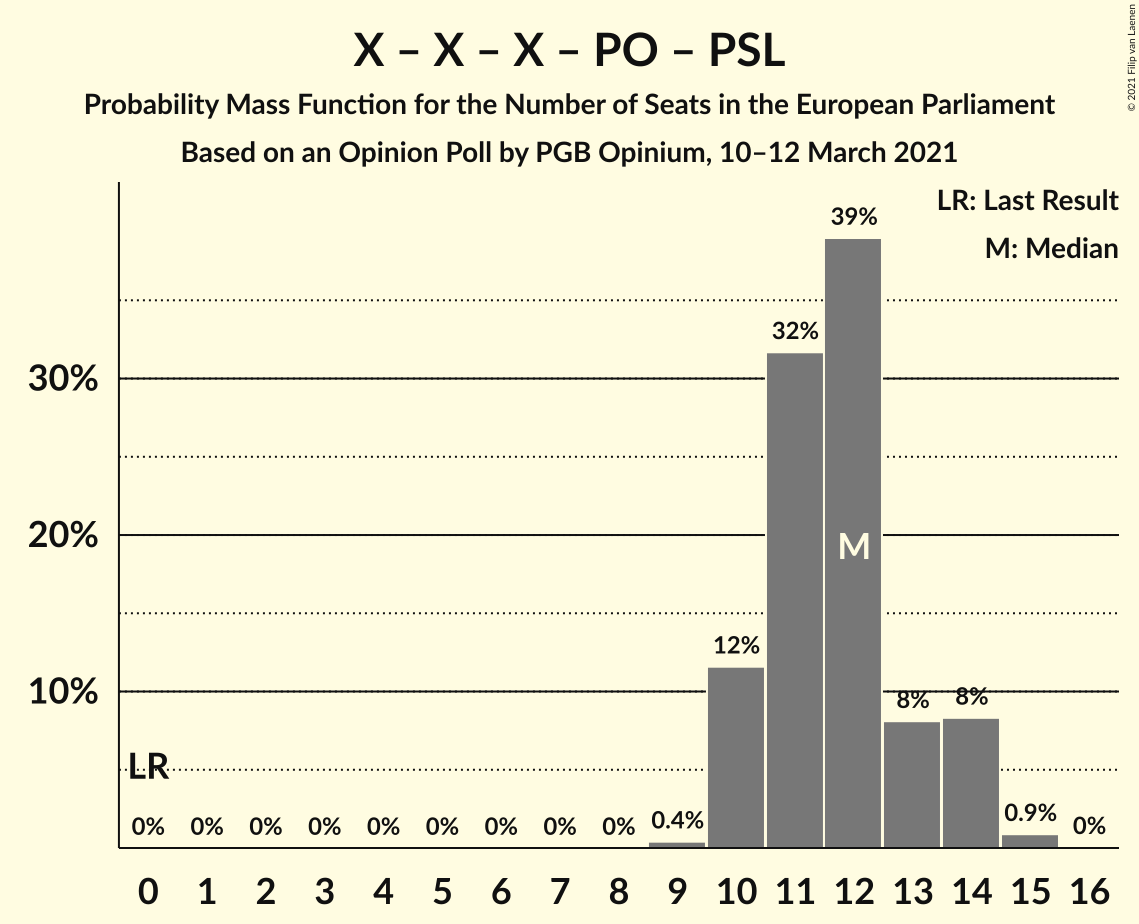 X – X – X – PO – PSL
Probability Mass Function for the Number of Seats in the European Parliament
Based on an Opinion Poll by PGB Opinium, 10–12 March 2021
© 2021 Filip van Laenen
LR: Last Result
M: Median
39%
32%
30%
20%
M
12%
10%
8%
8%
LR
0%
0%
0%
0%
0%
0%
0%
0%
0%
0.4%
0.9%
0%
0 1 2 3 4 5 6 7 8 9 10 11 12 13 14 15 16